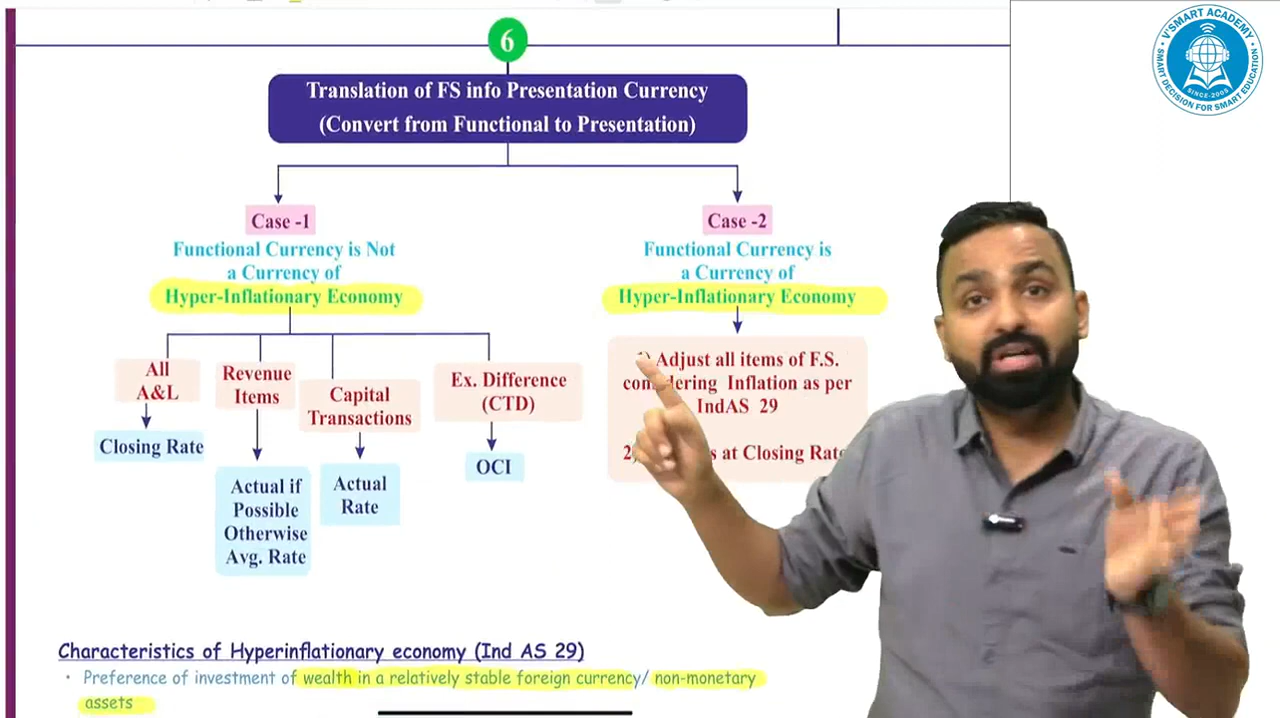 6
Translation of FS info Presentation Currency
(Convert from Functional to Presentation)
Case -1
Functional Currency is Not
a Currency of
Hyper-Inflationary Economy
Case -2
Functional Currency is
a Currency of
Hyper-Inflationary Economy
All
A&L
Closing Rate
Revenue
Items
Actual if
Possible
Otherwise
Avg. Rate
Capital
Transactions
Actual
Rate
Ex. Difference
(CTD)
OCI
Adjust all items of F.S.
Inflation as per
IndAS 29
2 at Closing Rate
Characteristics of Hyperinflationary economy (Ind AS 29)
• Preference of investment of wealth in a relatively stable foreign currency/ non-monetary
assets
V'SMART ACADEMY
SINCE-2005
SMART DECISION FOR SMART EDUCATION